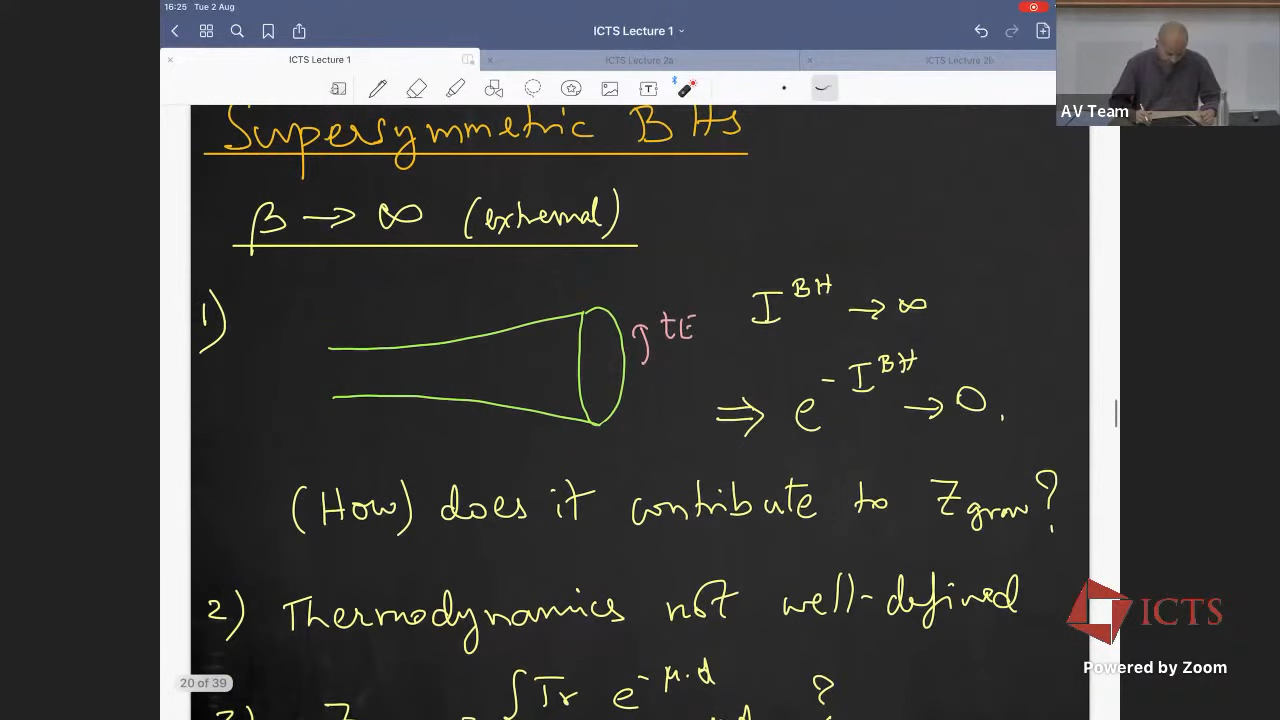 16:25 Tue 2 Aug
ICTS Lecture 1
ICTS Lecture 1
ICTS Lecture 2a
ICTS Lecture 2b
AV Team
Supersymmetric BHs
β → ∞ (extremal)
1)
tE
I^BH → ∞
⇒ e^{-I^BH} → 0.
(How) does it contribute to Z_grav?
2) Thermodynamics not well-defined
Tr e^{-μ.J}
?
20 of 39
ICTS
Powered by Zoom